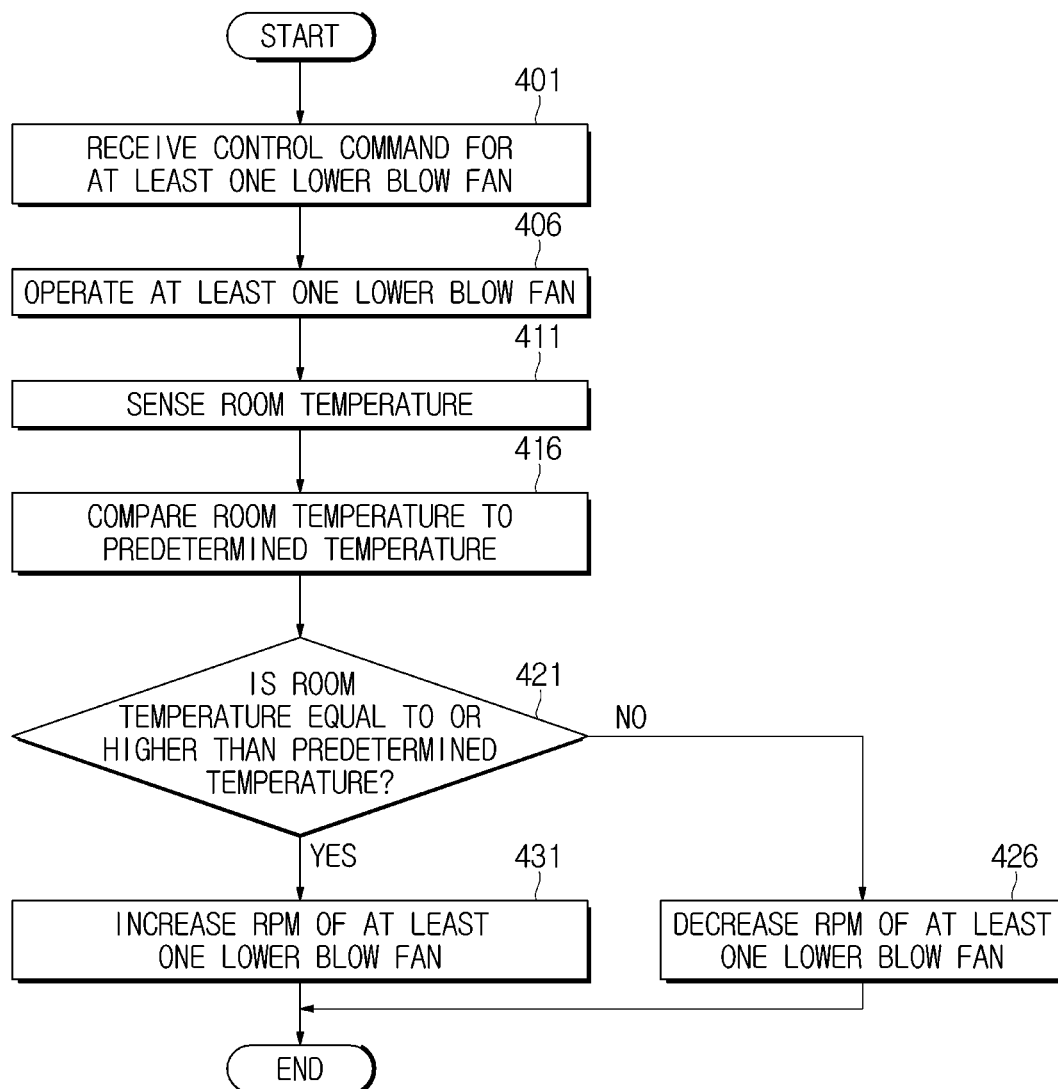 START
401
RECEIVE CONTROL COMMAND FOR
AT LEAST ONE LOWER BLOW FAN
406
OPERATE AT LEAST ONE LOWER BLOW FAN
411
SENSE ROOM TEMPERATURE
416
COMPARE ROOM TEMPERATURE TO
PREDETERMINED TEMPERATURE
421
IS ROOM
TEMPERATURE EQUAL TO OR
HIGHER THAN PREDETERMINED
TEMPERATURE?
NO
YES
431
INCREASE RPM OF AT LEAST
ONE LOWER BLOW FAN
426
DECREASE RPM OF AT LEAST
ONE LOWER BLOW FAN
END